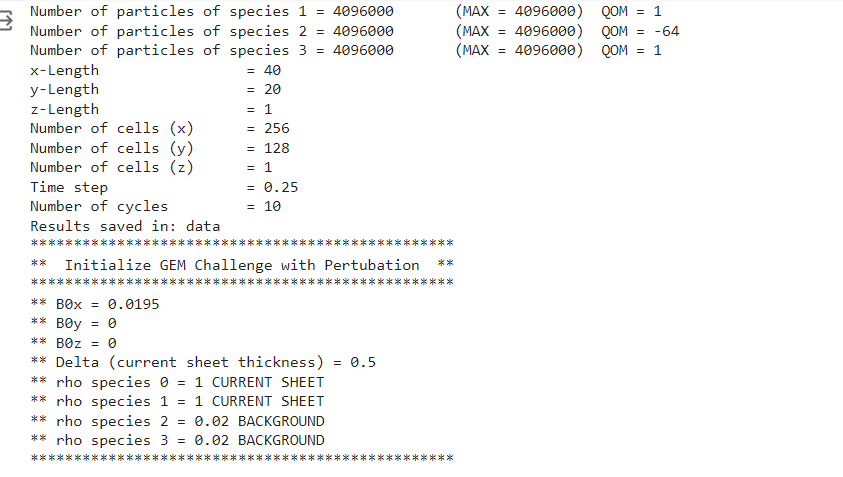 Number of particles of species 1 = 4096000 (MAX = 4096000) QOM = 1
Number of particles of species 2 = 4096000 (MAX = 4096000) QOM = -64
Number of particles of species 3 = 4096000 (MAX = 4096000) QOM = 1
x-Length = 40
y-Length = 20
z-Length = 1
Number of cells (x) = 256
Number of cells (y) = 128
Number of cells (z) = 1
Time step = 0.25
Number of cycles = 10
Results saved in: data
*************************************************
** Initialize GEM Challenge with Pertubation **
*************************************************
** B0x = 0.0195
** B0y = 0
** B0z = 0
** Delta (current sheet thickness) = 0.5
** rho species 0 = 1 CURRENT SHEET
** rho species 1 = 1 CURRENT SHEET
** rho species 2 = 0.02 BACKGROUND
** rho species 3 = 0.02 BACKGROUND
*************************************************